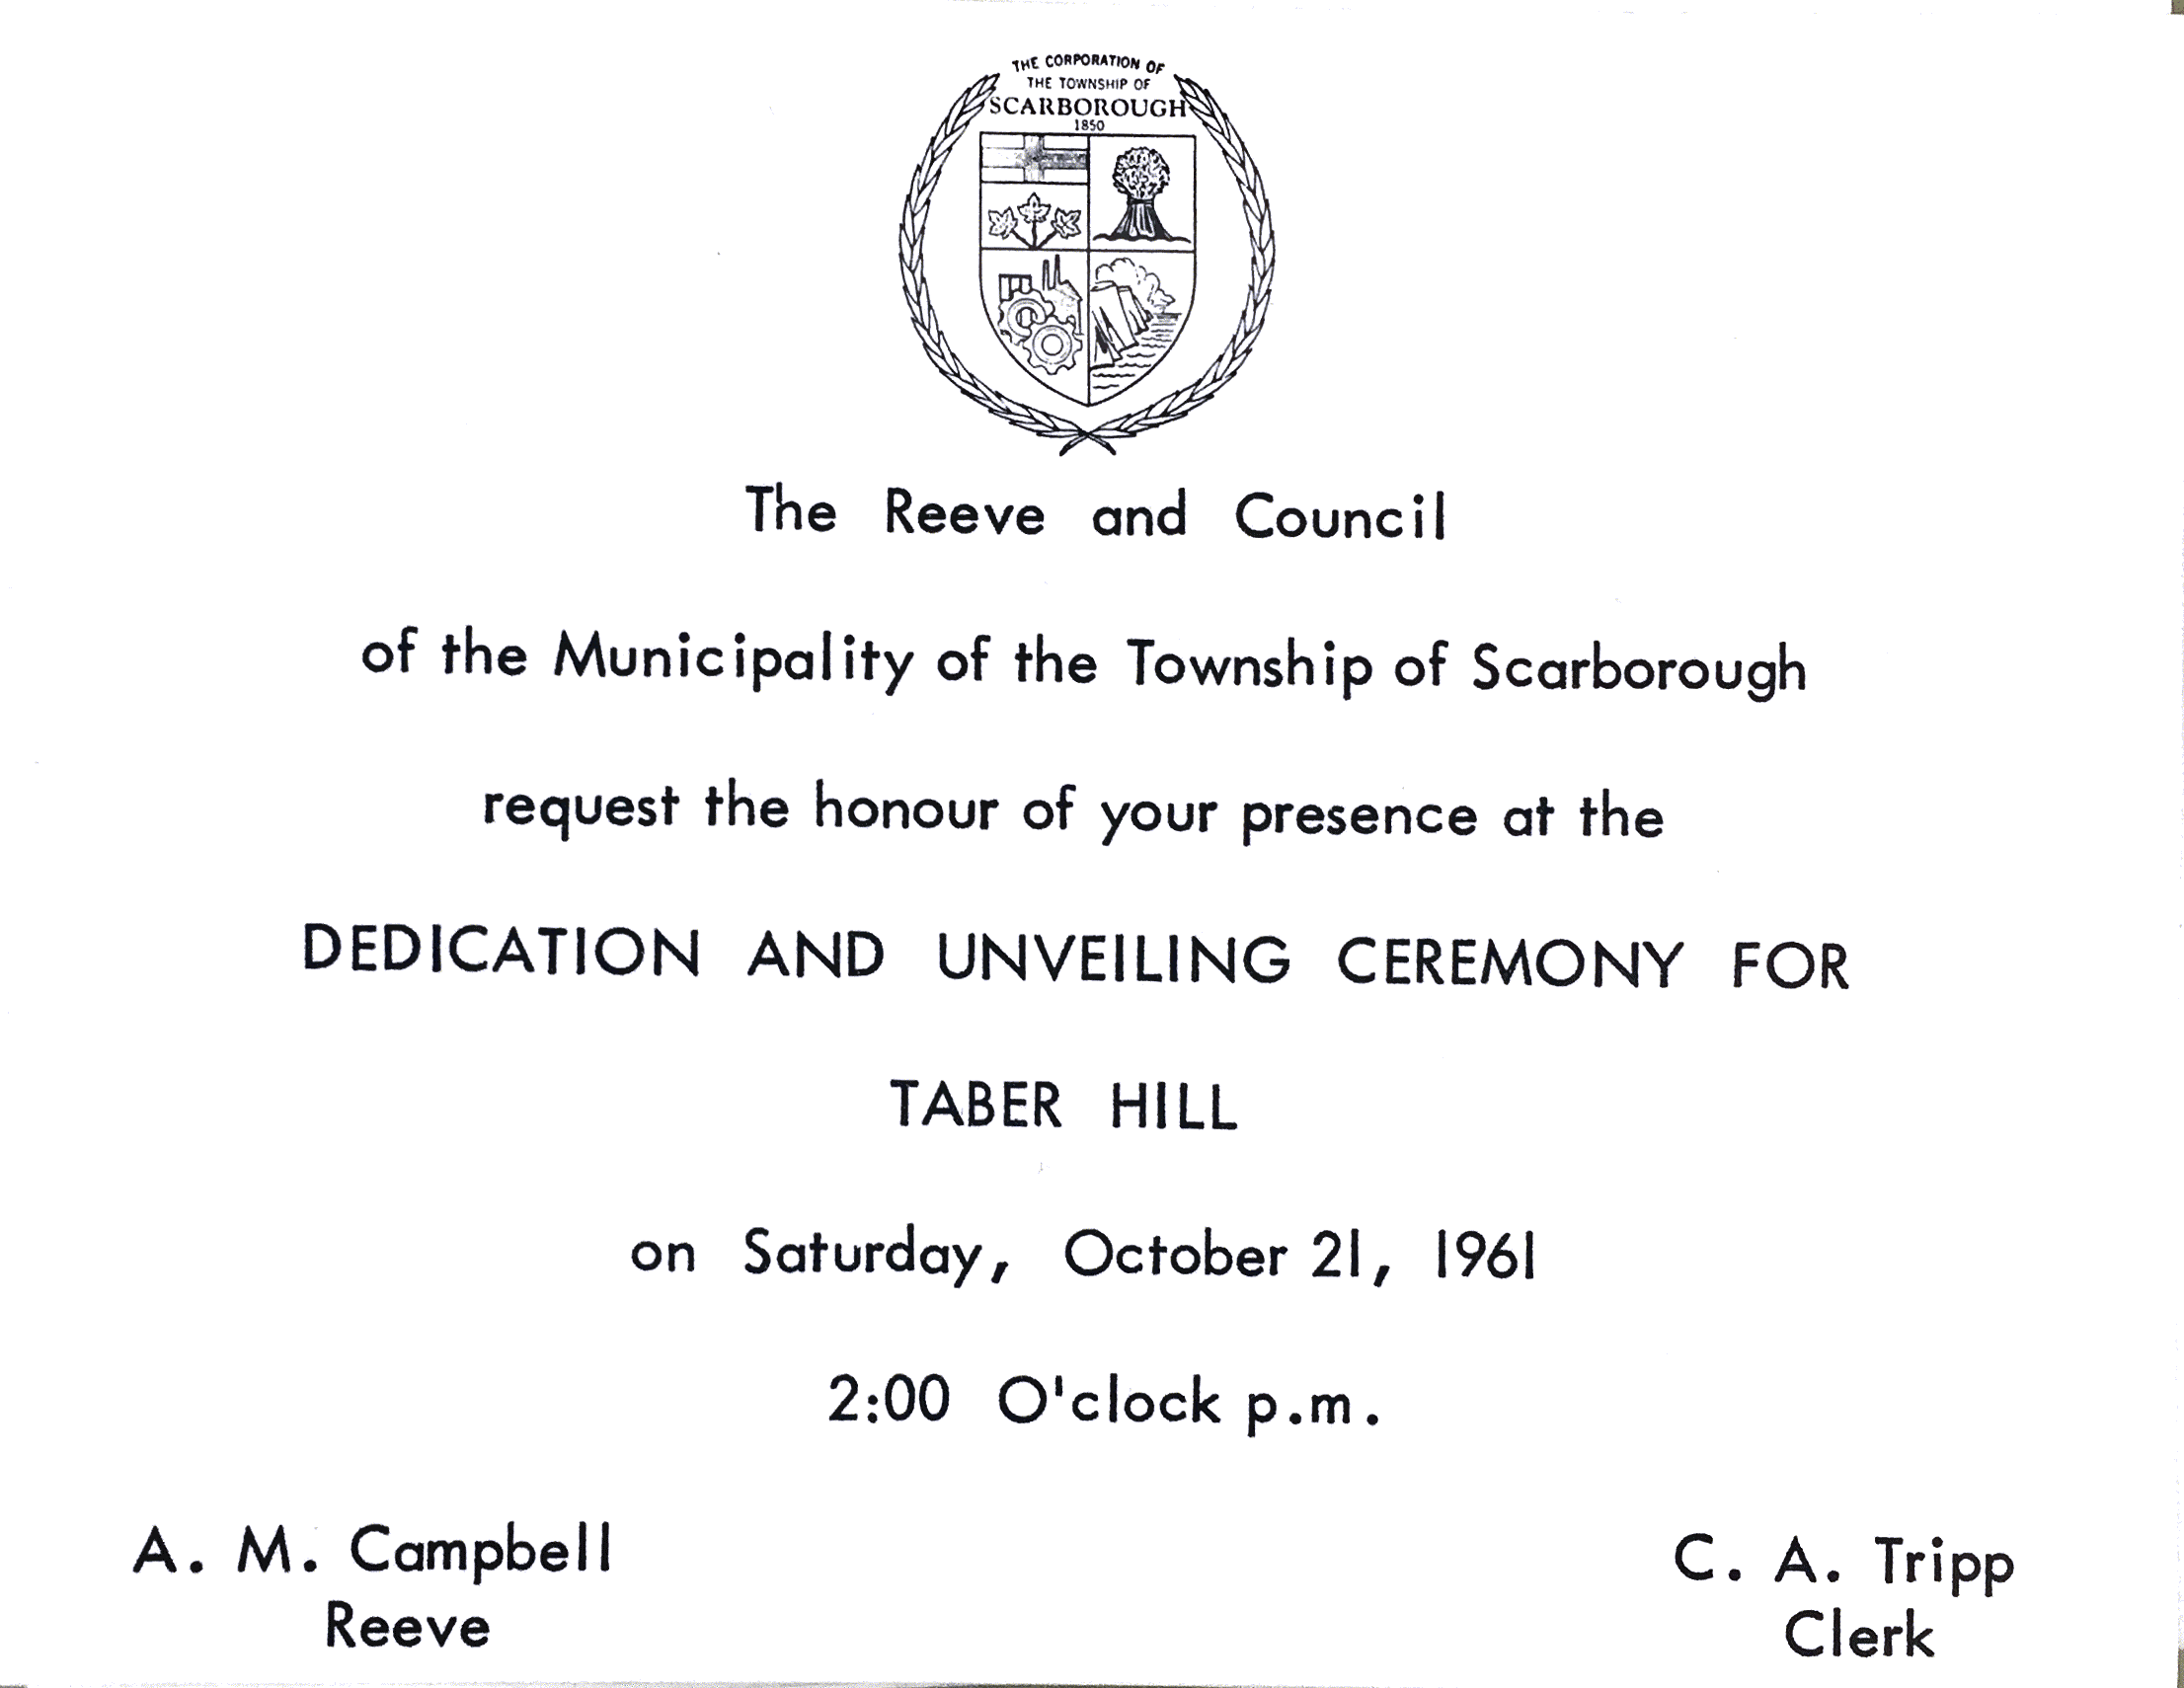 THE CORPORATION OF
THE TOWNSHIP OF
SCARBOROUGH
1850
The Reeve and Council
of the Municipality of the Township of Scarborough
request the honour of your presence at the
DEDICATION AND UNVEILING CEREMONY FOR
TABER HILL
on Saturday, October 21, 1961
2:00 O'clock p.m.
A. M. Campbell
Reeve
C. A. Tripp
Clerk